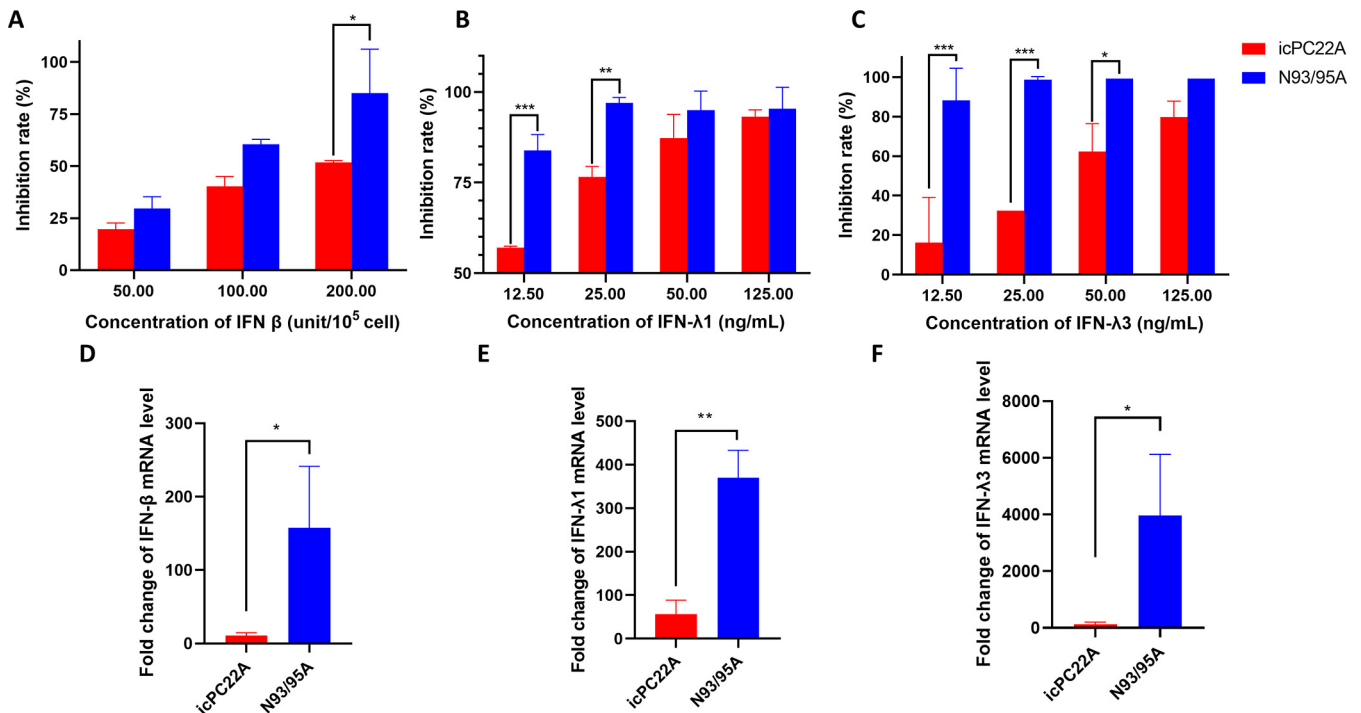 A
Inhibition rate (%)
100
75
50
25
0
*
50.00 100.00 200.00
Concentration of IFN β (unit/10⁵ cell)
B
Inhibition rate (%)
100
75
50
***
**
12.50 25.00 50.00 125.00
Concentration of IFN-λ1 (ng/mL)
C
Inhibiton rate (%)
100
80
60
40
20
0
***
***
*
12.50 25.00 50.00 125.00
Concentration of IFN-λ3 (ng/mL)
icPC22A
N93/95A
D
Fold change of IFN-β mRNA level
300
200
100
0
*
icPC22A
N93/95A
E
Fold change of IFN-λ1 mRNA level
500
400
300
200
100
0
**
icPC22A
N93/95A
F
Fold change of IFN-λ3 mRNA level
8000
6000
4000
2000
0
*
icPC22A
N93/95A